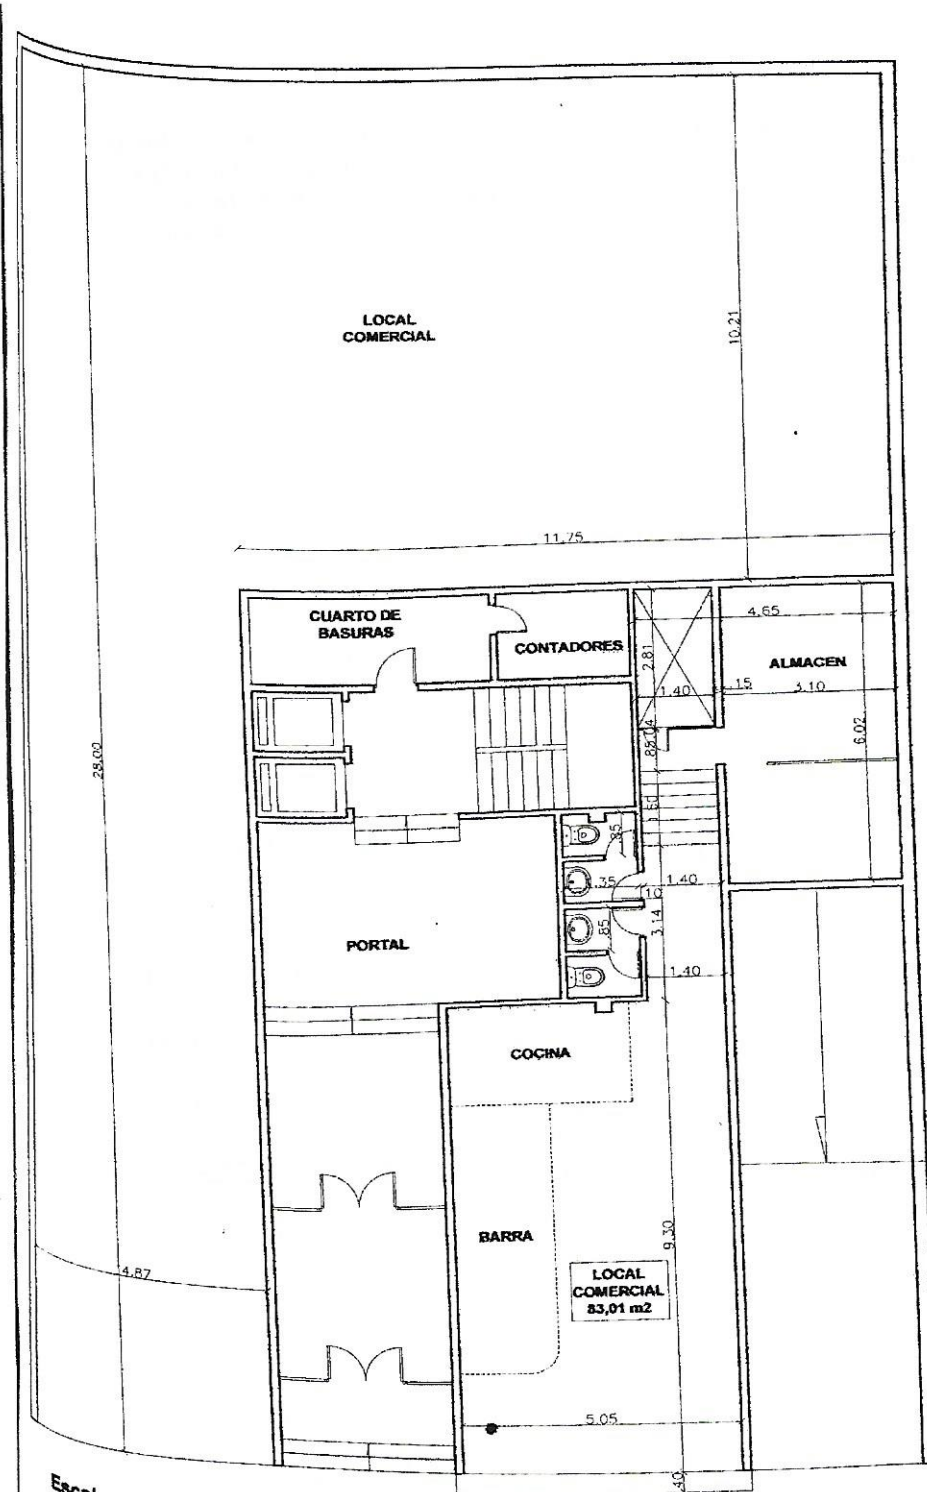 LOCAL
COMERCIAL
10.21
11.75
CUARTO DE
BASURAS
CONTADORES
4.65
2.81
ALMACEN
1.40
.15
3.10
6.02
28.00
.85
.35
1.40
.10
3.14
.85
1.40
PORTAL
COCINA
BARRA
9.30
4.87
LOCAL
COMERCIAL
83,01 m2
5.05
.40